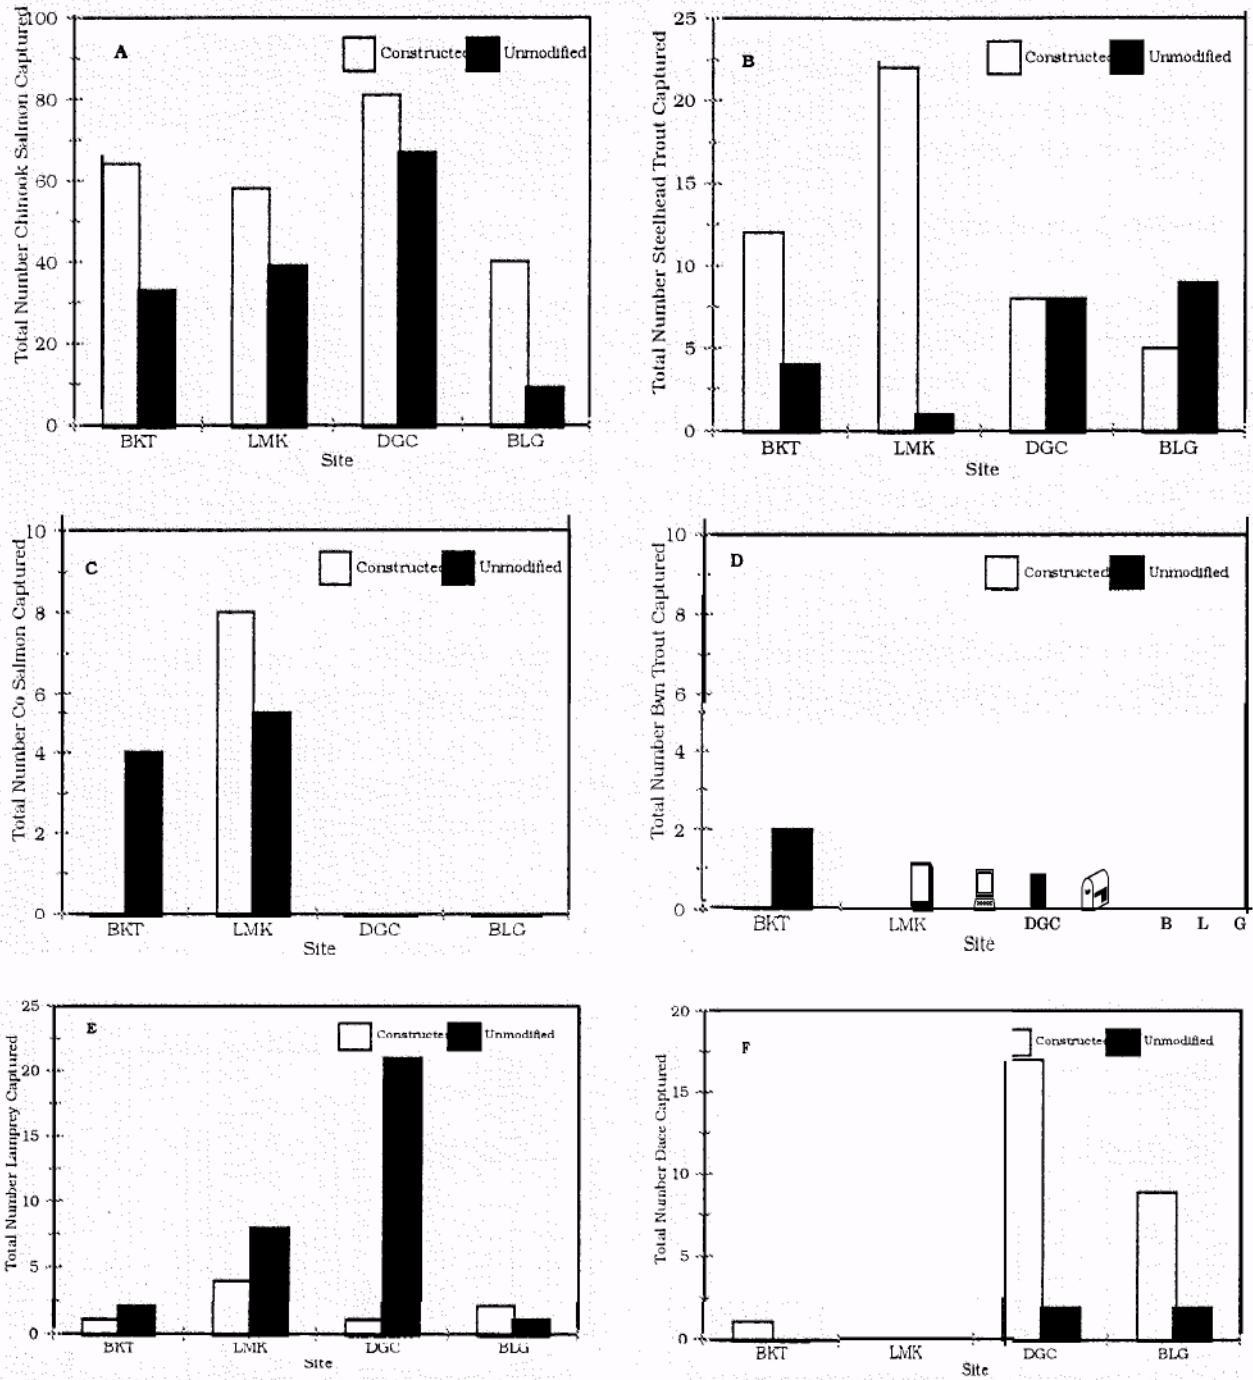 Total Number Chinook Salmon Captured
100
80
60
40
20
0
A
Constructed
Unmodified
BKT LMK DGC BLG
Site
Total Number Steelhead Trout Captured
25
20
15
10
5
0
B
Constructed
Unmodified
BKT LMK DGC BLG
Site
Total Number Co Salmon Captured
10
8
6
4
2
0
C
Constructed
Unmodified
BKT LMK DGC BLG
Site
Total Number Bwn Trout Captured
10
8
6
4
2
0
D
Constructed
Unmodified
BKT LMK DGC B L G
Site
Total Number Lamprey Captured
25
20
15
10
5
0
E
Constructed
Unmodified
BKT LMK DGC BLG
Site
Total Number Dace Captured
20
15
10
5
0
F
Constructed
Unmodified
BKT LMK DGC BLG
Site